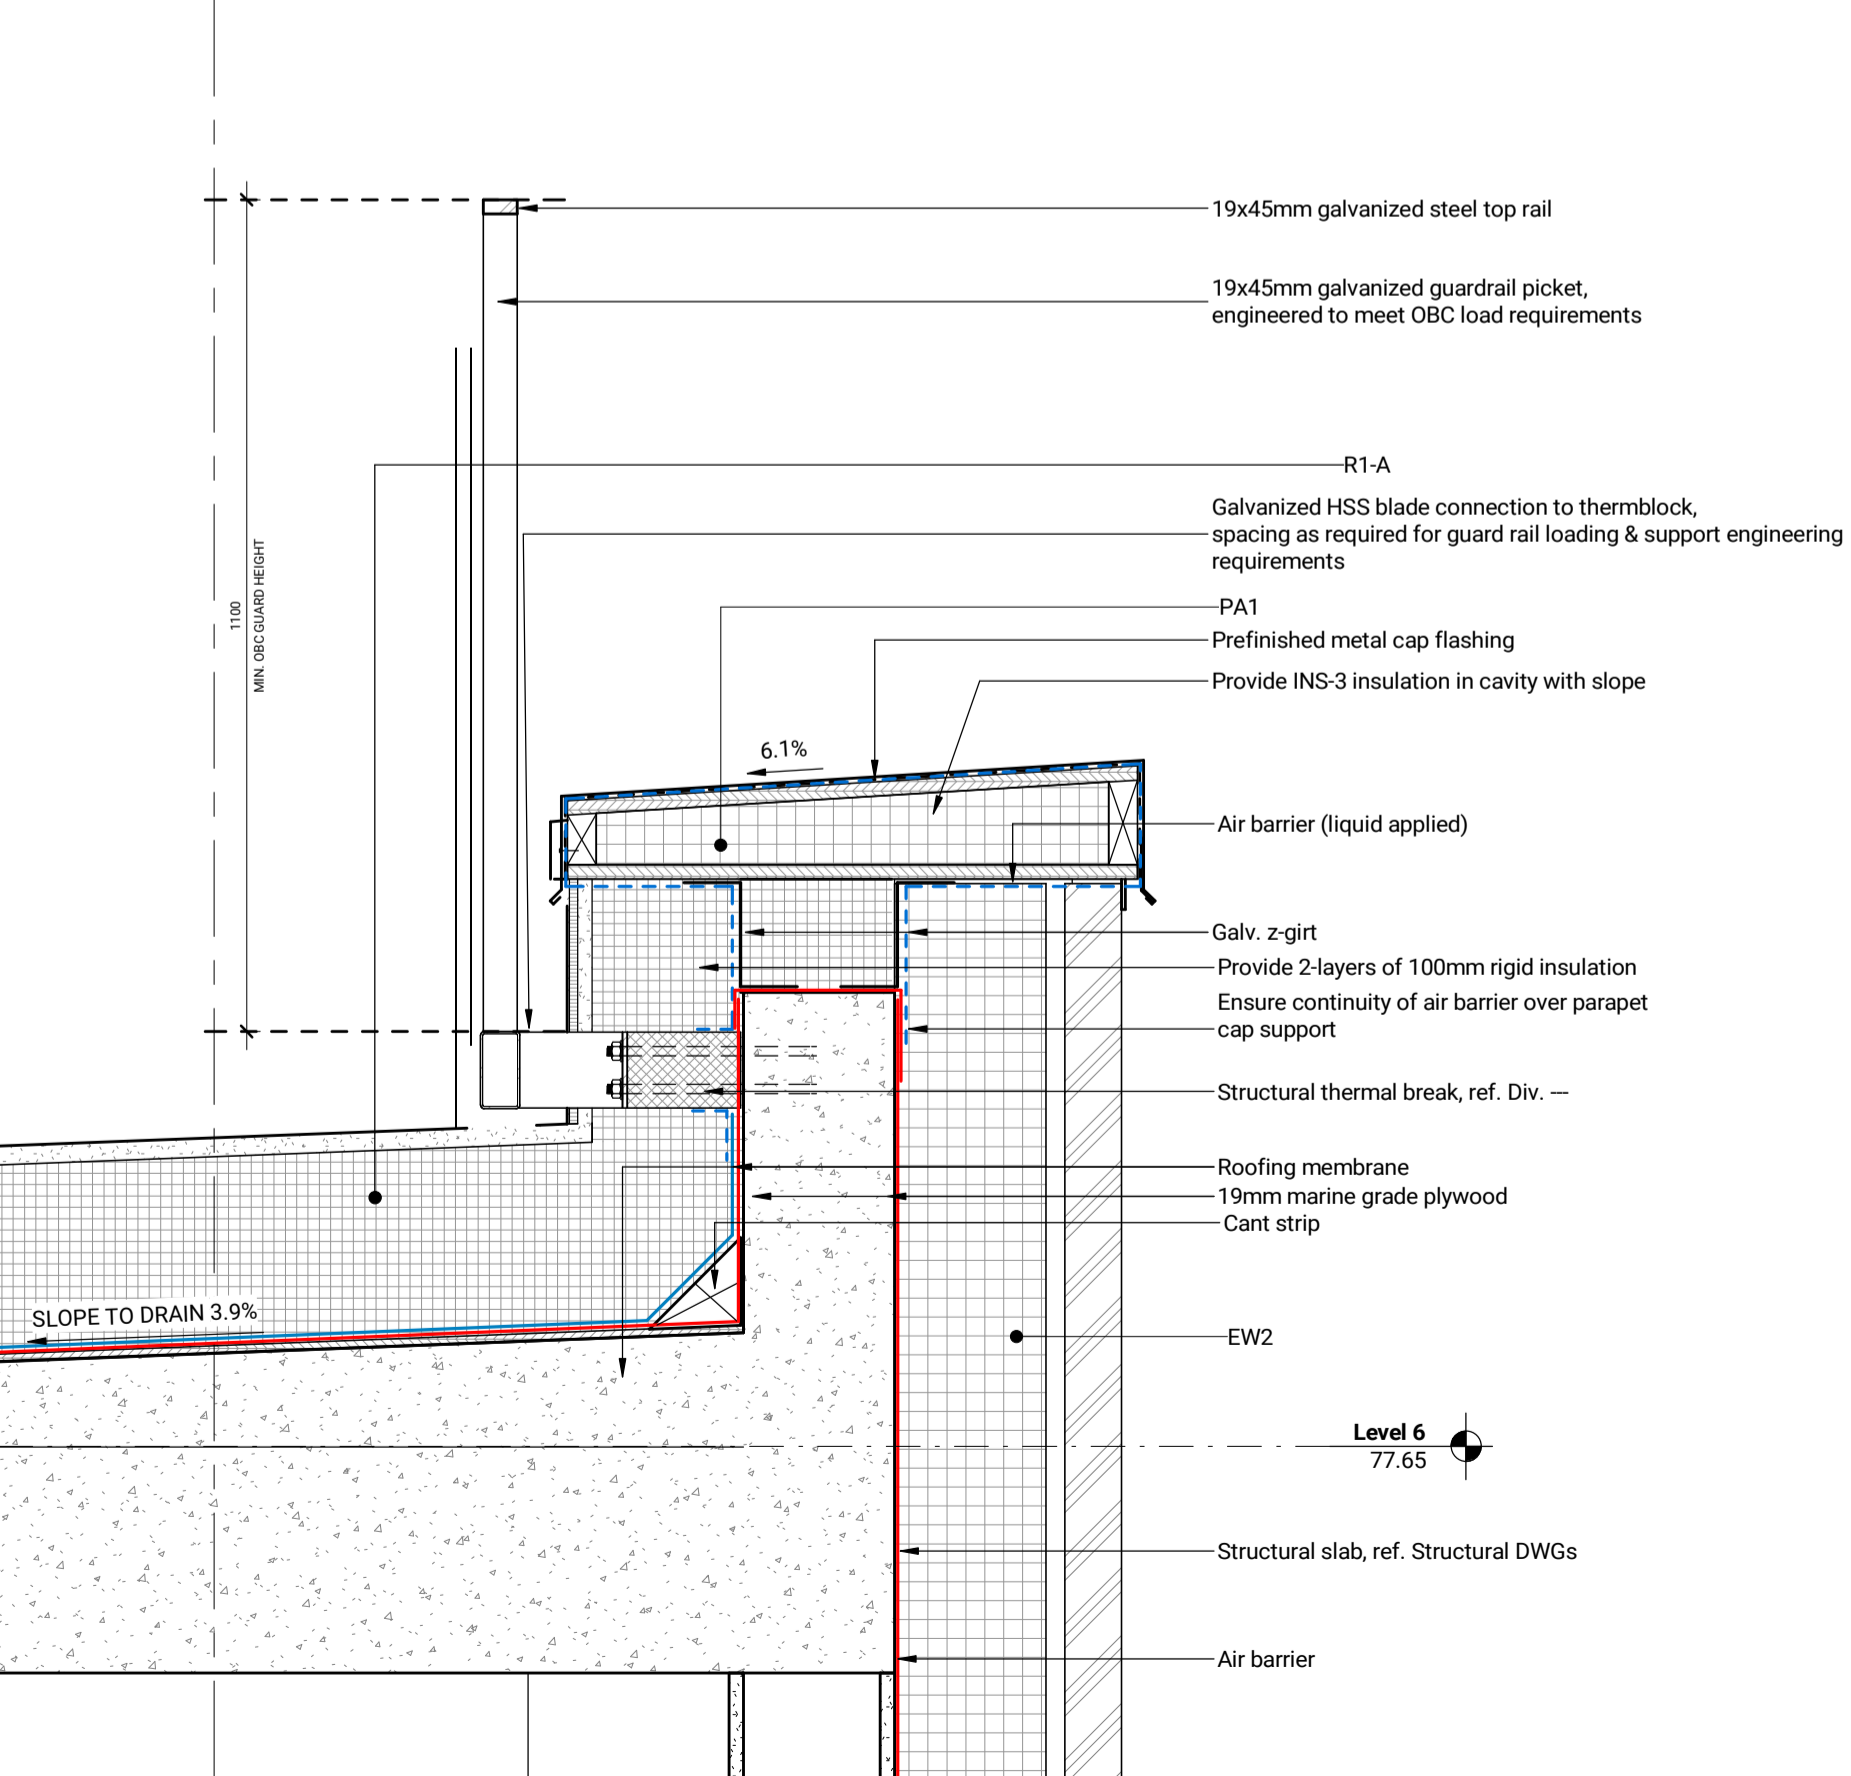 19x45mm galvanized steel top rail
19x45mm galvanized guardrail picket,
engineered to meet OBC load requirements
R1-A
Galvanized HSS blade connection to thermblock,
spacing as required for guard rail loading & support engineering
requirements
1100
MIN. OBC GUARD HEIGHT
PA1
Prefinished metal cap flashing
Provide INS-3 insulation in cavity with slope
6.1%
Air barrier (liquid applied)
Galv. z-girt
Provide 2-layers of 100mm rigid insulation
Ensure continuity of air barrier over parapet
cap support
Structural thermal break, ref. Div. ---
Roofing membrane
19mm marine grade plywood
Cant strip
SLOPE TO DRAIN 3.9%
EW2
Level 6
77.65
Structural slab, ref. Structural DWGs
Air barrier